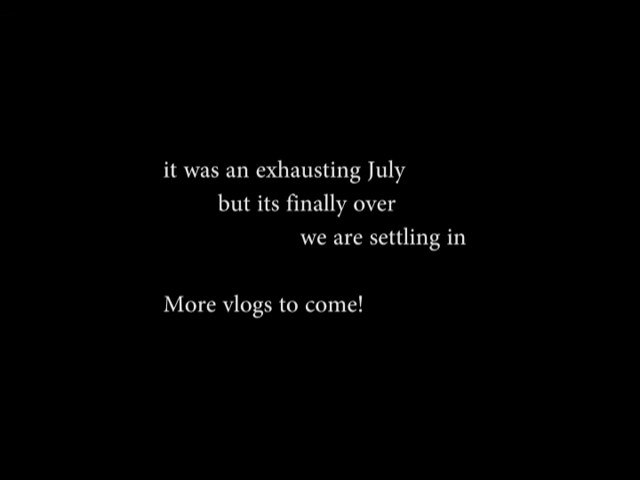 it was an exhausting July
but its finally over
we are settling in
More vlogs to come!